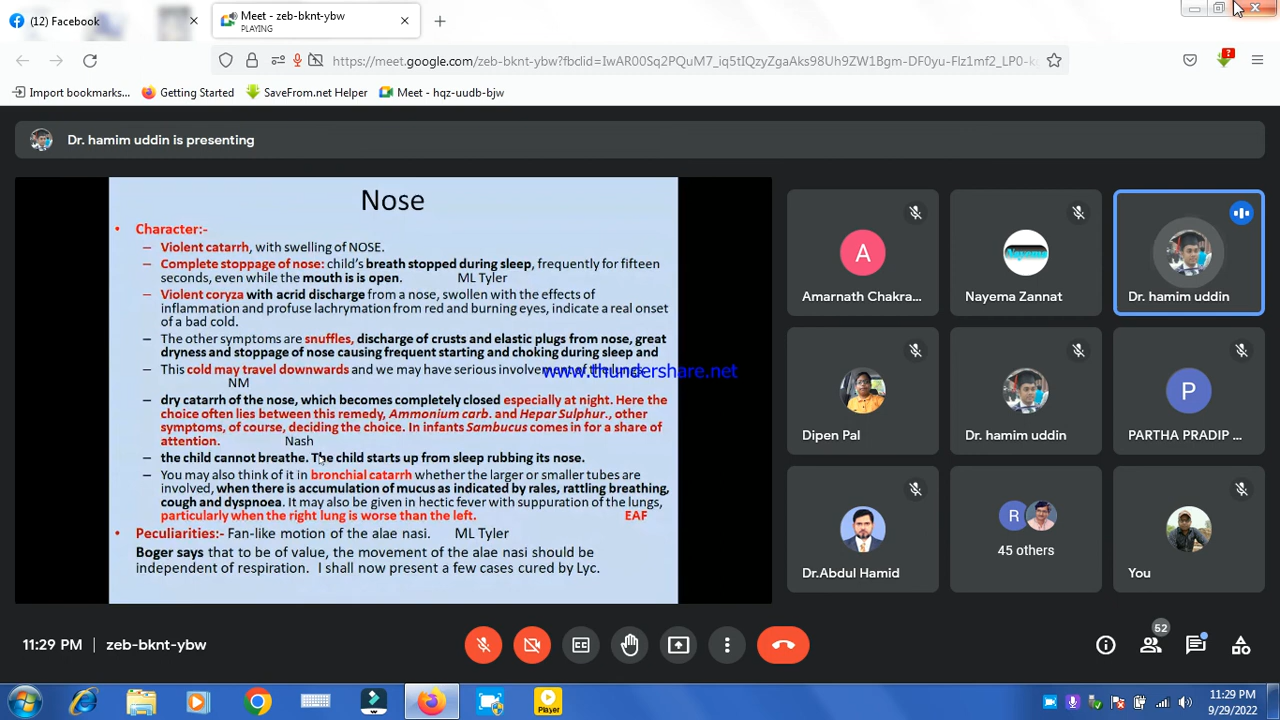 (12) Facebook
Meet - zeb-bknt-ybw
PLAYING
https://meet.google.com/zeb-bknt-ybw?fbclid=IwAR00Sq2PQuM7_iq5tIQzyZgaAks98Uh9ZW1Bgm-DF0yu-Flz1mf2_LP0-
Import bookmarks...
Getting Started
SaveFrom.net Helper
Meet - hqz-uudb-bjw
Dr. hamim uddin is presenting
Nose
• Character:-
– Violent catarrh, with swelling of NOSE.
– Complete stoppage of nose: child's breath stopped during sleep, frequently for fifteen
seconds, even while the mouth is is open. ML Tyler
– Violent coryza with acrid discharge from a nose, swollen with the effects of
inflammation and profuse lachrymation from red and burning eyes, indicate a real onset
of a bad cold.
– The other symptoms are snuffles, discharge of crusts and elastic plugs from nose, great
dryness and stoppage of nose causing frequent starting and choking during sleep and
– This cold may travel downwards and we may have serious involvement of the lungs.
NM
www.thundershare.net
– dry catarrh of the nose, which becomes completely closed especially at night. Here the
choice often lies between this remedy, Ammonium carb. and Hepar Sulphur., other
symptoms, of course, deciding the choice. In infants Sambucus comes in for a share of
attention. Nash
– the child cannot breathe. The child starts up from sleep rubbing its nose.
– You may also think of it in bronchial catarrh whether the larger or smaller tubes are
involved, when there is accumulation of mucus as indicated by rales, rattling breathing,
cough and dyspnoea. It may also be given in hectic fever with suppuration of the lungs,
particularly when the right lung is worse than the left. EAF
• Peculiarities:- Fan-like motion of the alae nasi. ML Tyler
Boger says that to be of value, the movement of the alae nasi should be
independent of respiration. I shall now present a few cases cured by Lyc.
A
Amarnath Chakra...
Nayema
Nayema Zannat
Dr. hamim uddin
Dipen Pal
Dr. hamim uddin
P
PARTHA PRADIP ...
Dr.Abdul Hamid
R
45 others
You
11:29 PM | zeb-bknt-ybw
52
Player
11:29 PM
9/29/2022